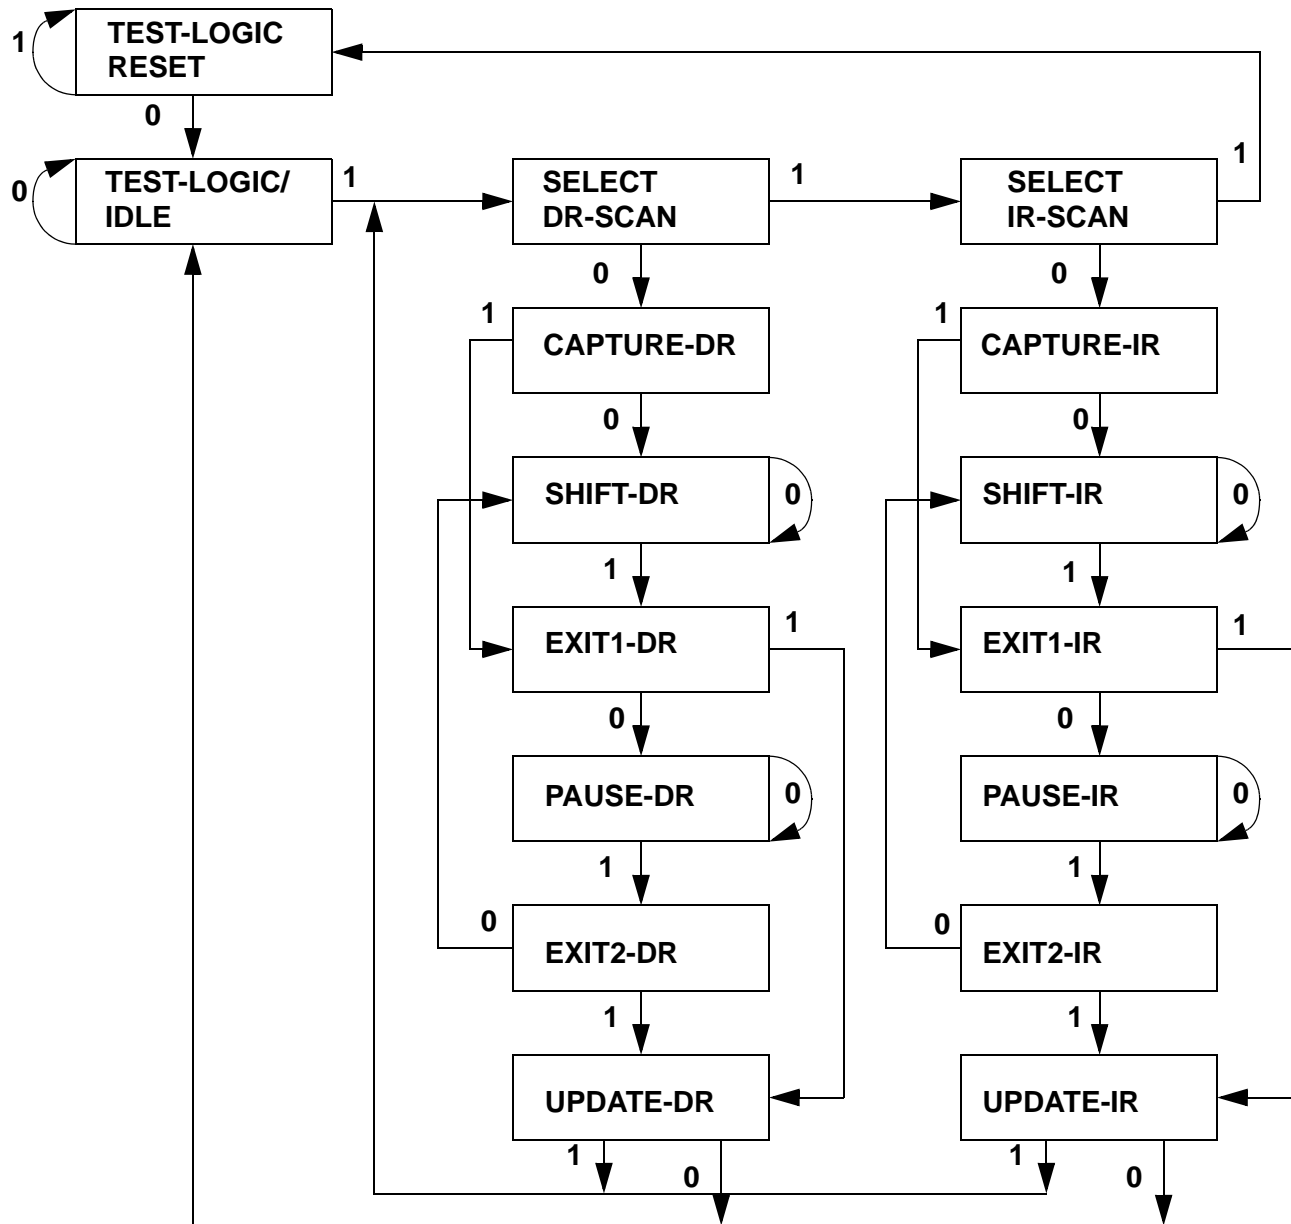 1
TEST-LOGIC
RESET
0
0
TEST-LOGIC/
IDLE
1
SELECT
DR-SCAN
1
SELECT
IR-SCAN
1
0
0
1
CAPTURE-DR
1
CAPTURE-IR
0
0
SHIFT-DR
0
SHIFT-IR
0
1
1
EXIT1-DR
1
EXIT1-IR
1
0
0
PAUSE-DR
0
PAUSE-IR
0
1
1
0
EXIT2-DR
0
EXIT2-IR
1
1
UPDATE-DR
UPDATE-IR
1
0
1
0